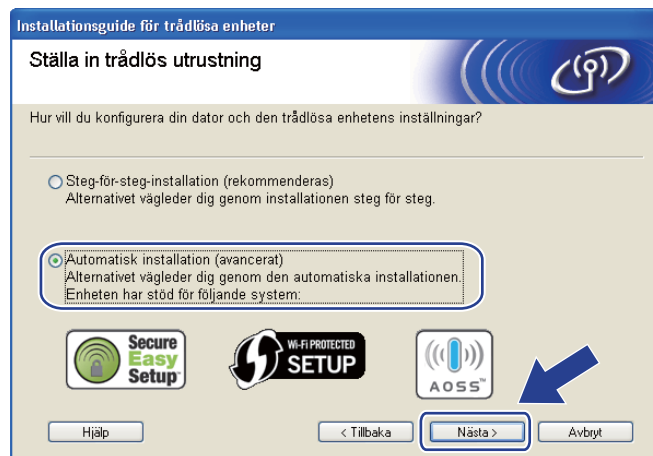 Installationsguide för trådlösa enheter
Ställa in trådlös utrustning
Hur vill du konfigurera din dator och den trådlösa enhetens inställningar?
Steg-för-steg-installation (rekommenderas)
Alternativet vägleder dig genom installationen steg för steg.
Automatisk installation (avancerat)
Alternativet vägleder dig genom den automatiska installationen.
Enheten har stöd för följande system:
Secure
Easy
Setup
WI-FI PROTECTED
SETUP
AOSS™
Hjälp
< Tillbaka
Nästa >
Avbryt